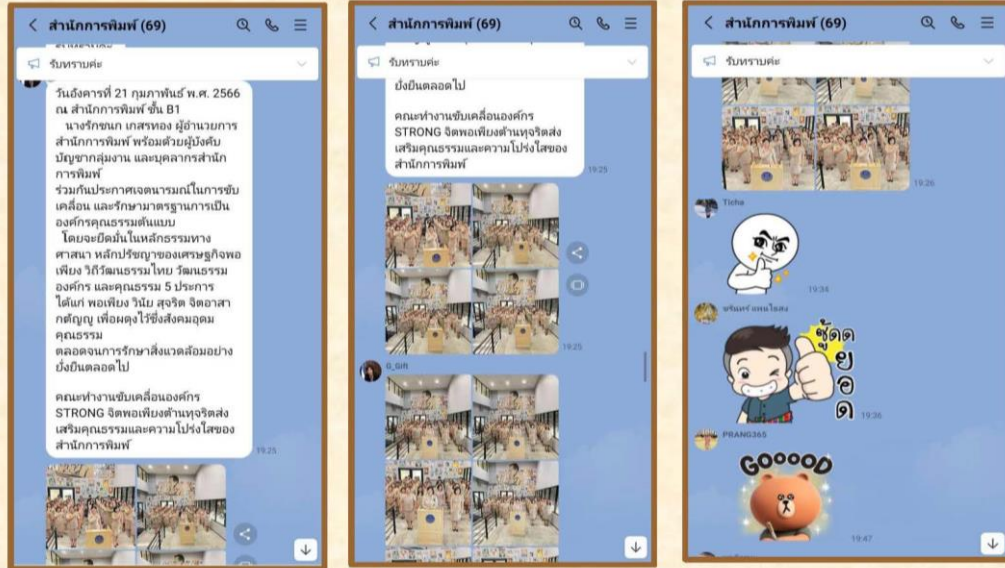 สำนักการพิมพ์ (69)
รับทราบค่ะ
วันอังคารที่ 21 กุมภาพันธ์ พ.ศ. 2566
ณ สำนักการพิมพ์ ชั้น B1
นางรักชนก เกสรทอง ผู้อำนวยการ
สำนักการพิมพ์ พร้อมด้วยผู้บังคับ
บัญชากลุ่มงาน และบุคลากรสำนัก
การพิมพ์
ร่วมกันประกาศเจตนารมณ์ในการขับ
เคลื่อน และรักษามาตรฐานการเป็น
องค์กรคุณธรรมต้นแบบ
โดยจะยึดมั่นในหลักธรรมทาง
ศาสนา หลักปรัชญาของเศรษฐกิจพอ
เพียง วิถีวัฒนธรรมไทย วัฒนธรรม
องค์กร และคุณธรรม 5 ประการ
ได้แก่ พอเพียง วินัย สุจริต จิตอาสา
กตัญญู เพื่อผดุงไว้ซึ่งสังคมอุดม
คุณธรรม
ตลอดจนการรักษาสิ่งแวดล้อมอย่าง
ยั่งยืนตลอดไป
คณะทำงานขับเคลื่อนองค์กร
STRONG จิตพอเพียงต้านทุจริตส่ง
เสริมคุณธรรมและความโปร่งใสของ
สำนักการพิมพ์
19:25
สำนักการพิมพ์ (69)
รับทราบค่ะ
ยั่งยืนตลอดไป
คณะทำงานขับเคลื่อนองค์กร
STRONG จิตพอเพียงต้านทุจริตส่ง
เสริมคุณธรรมและความโปร่งใสของ
สำนักการพิมพ์
19:25
19:25
G_Gift
สำนักการพิมพ์ (69)
รับทราบค่ะ
19:26
Ticha
19:34
สู้ดด
ย
อ
ด
19:36
PRANG365
GOOOOD
19:47